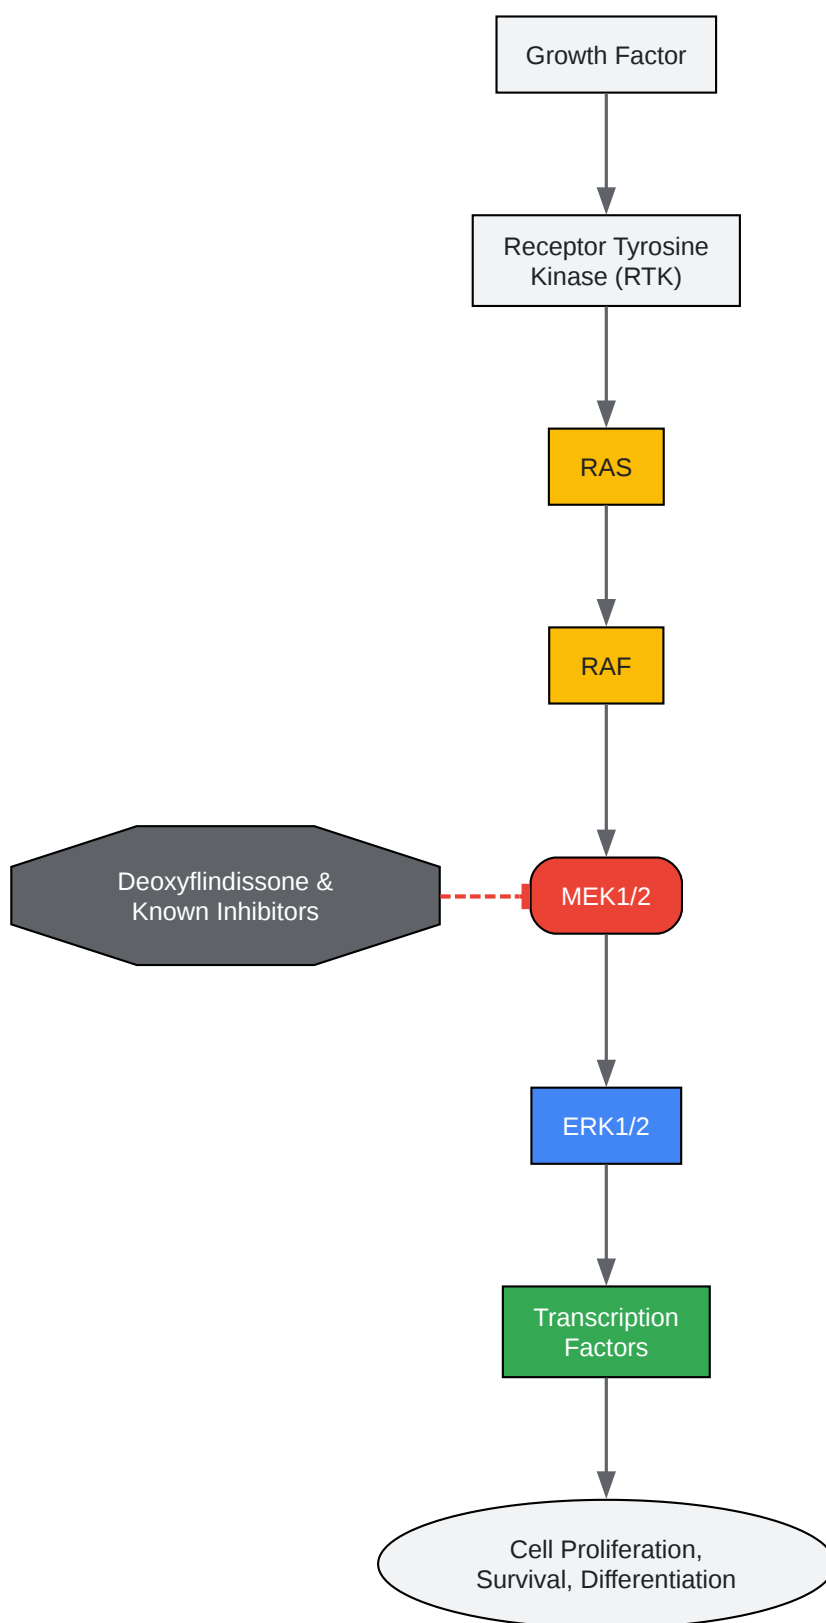 Growth Factor
Receptor Tyrosine
Kinase (RTK)
RAS
RAF
Deoxyflindissone &
Known Inhibitors
MEK1/2
ERK1/2
Transcription
Factors
Cell Proliferation,
Survival, Differentiation